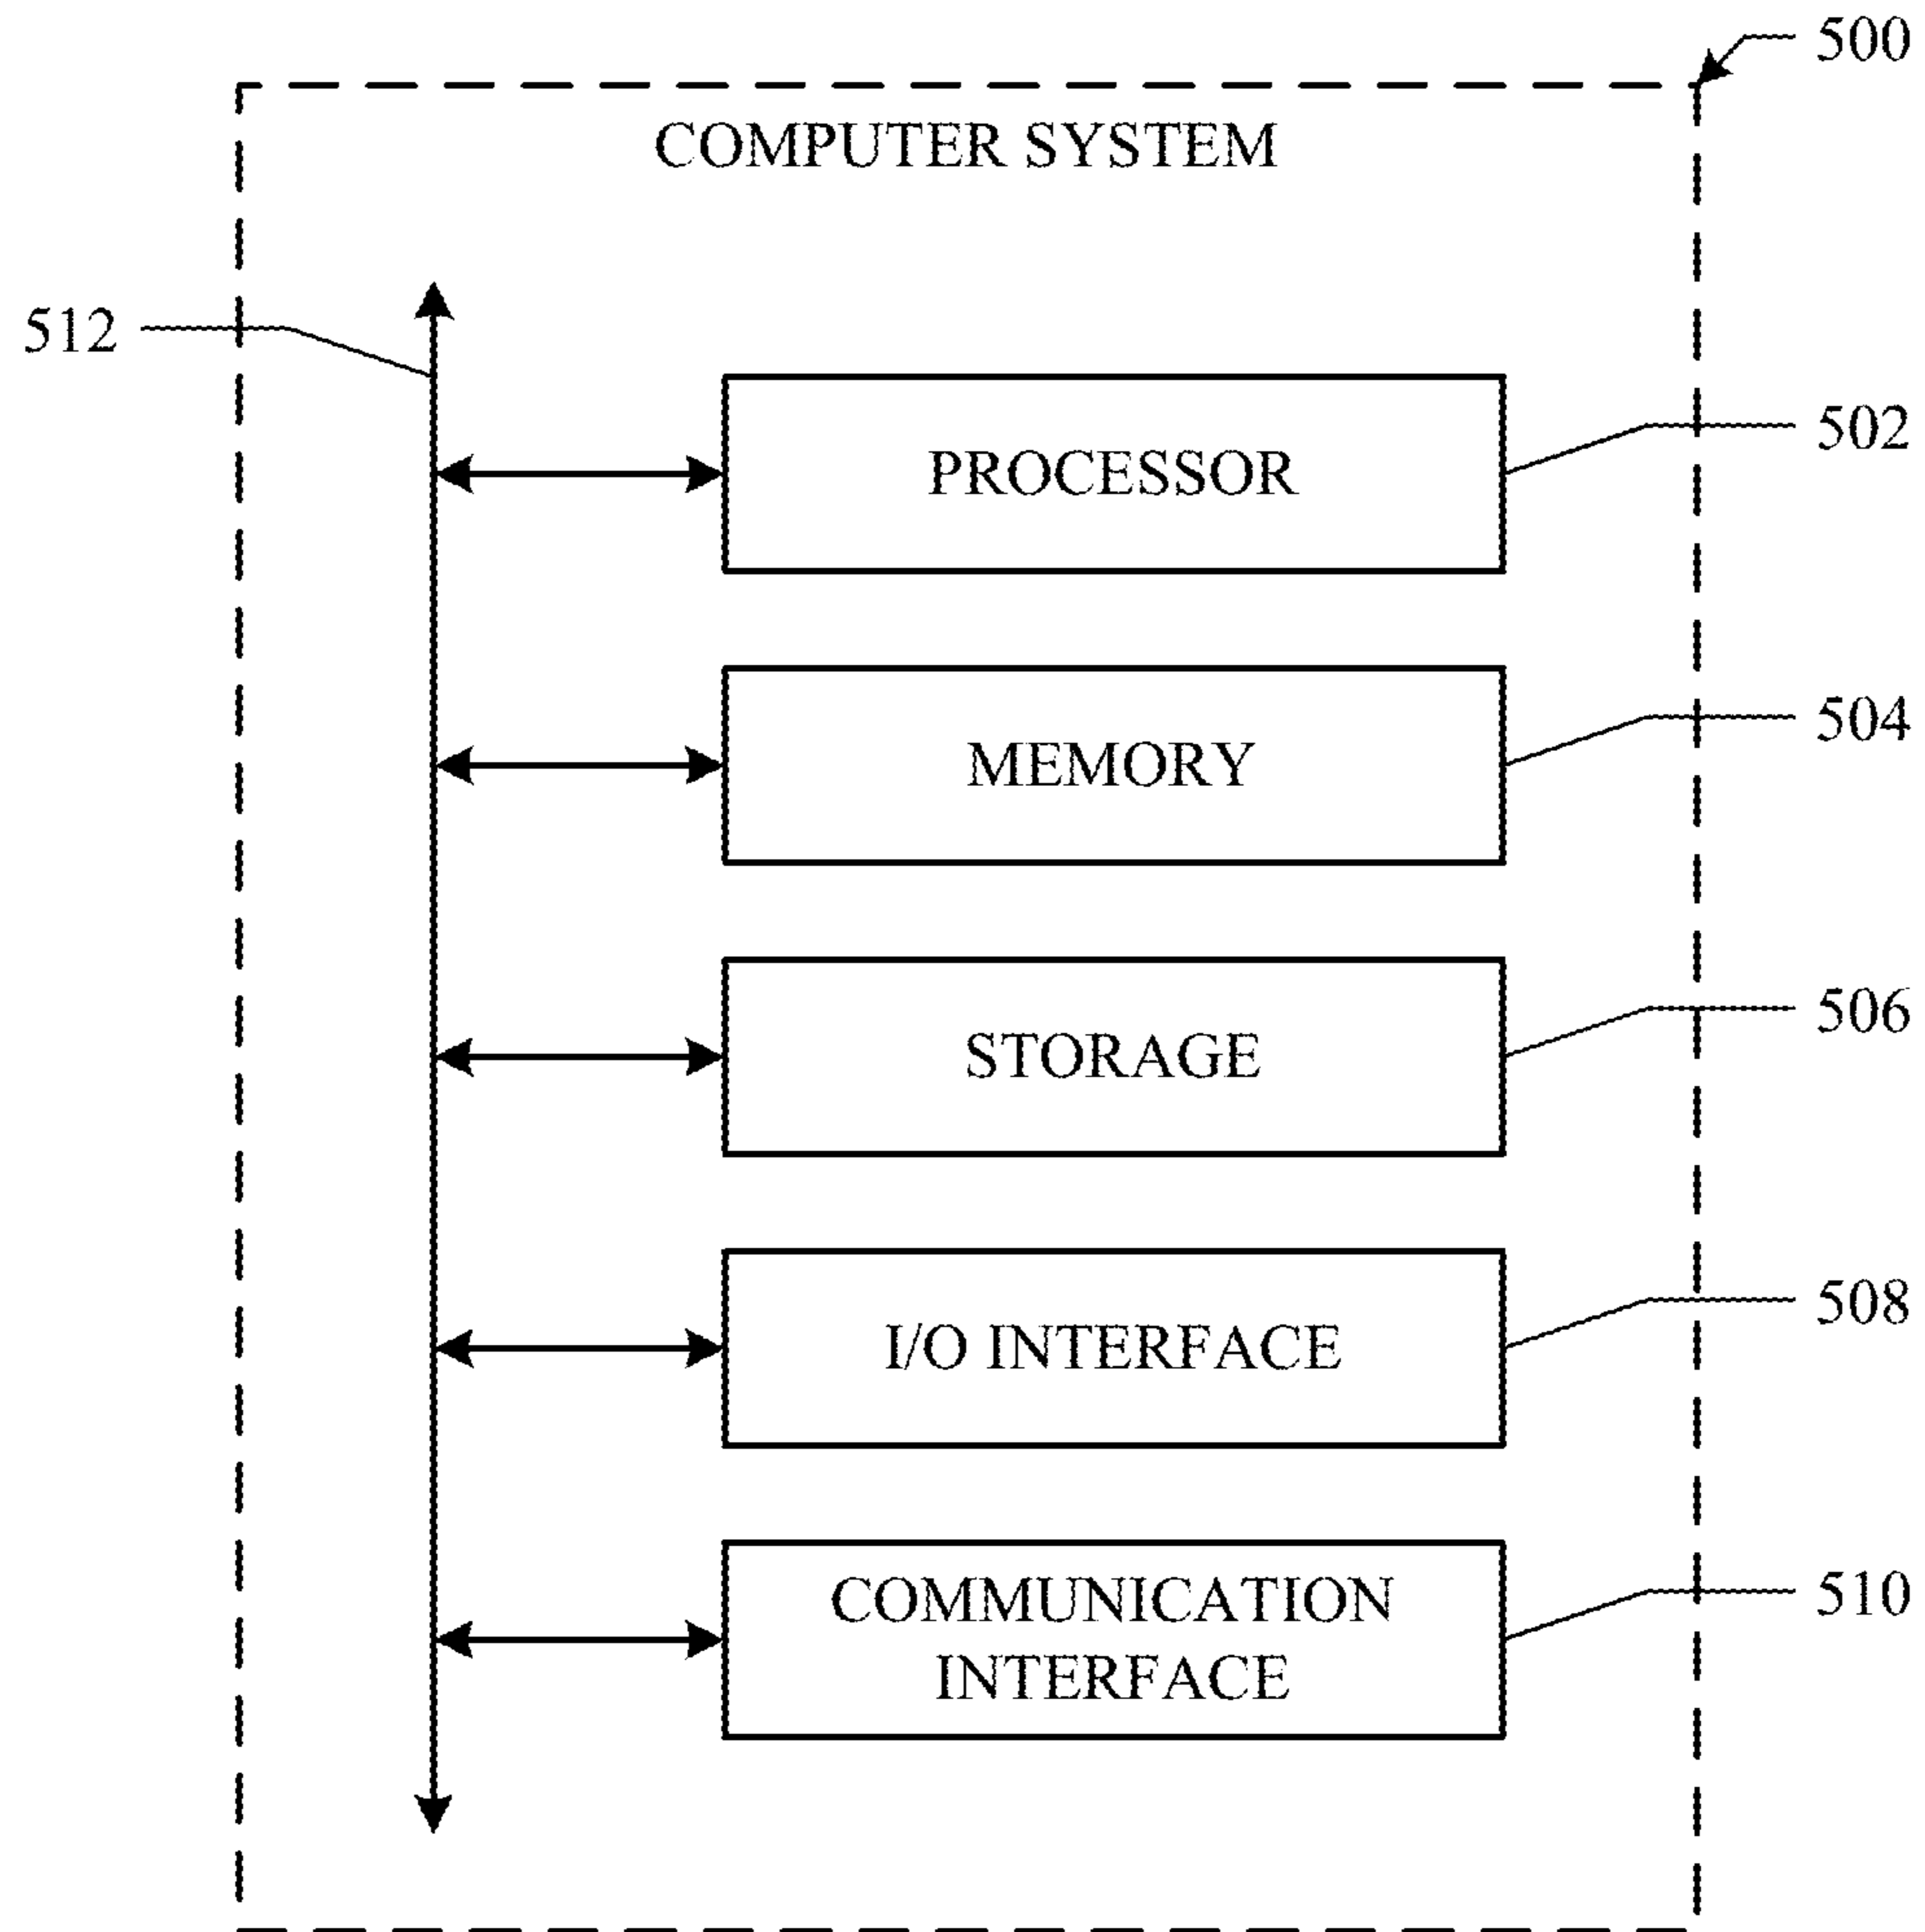 500
COMPUTER SYSTEM
512
502
PROCESSOR
504
MEMORY
506
STORAGE
508
I/O INTERFACE
510
COMMUNICATION
INTERFACE